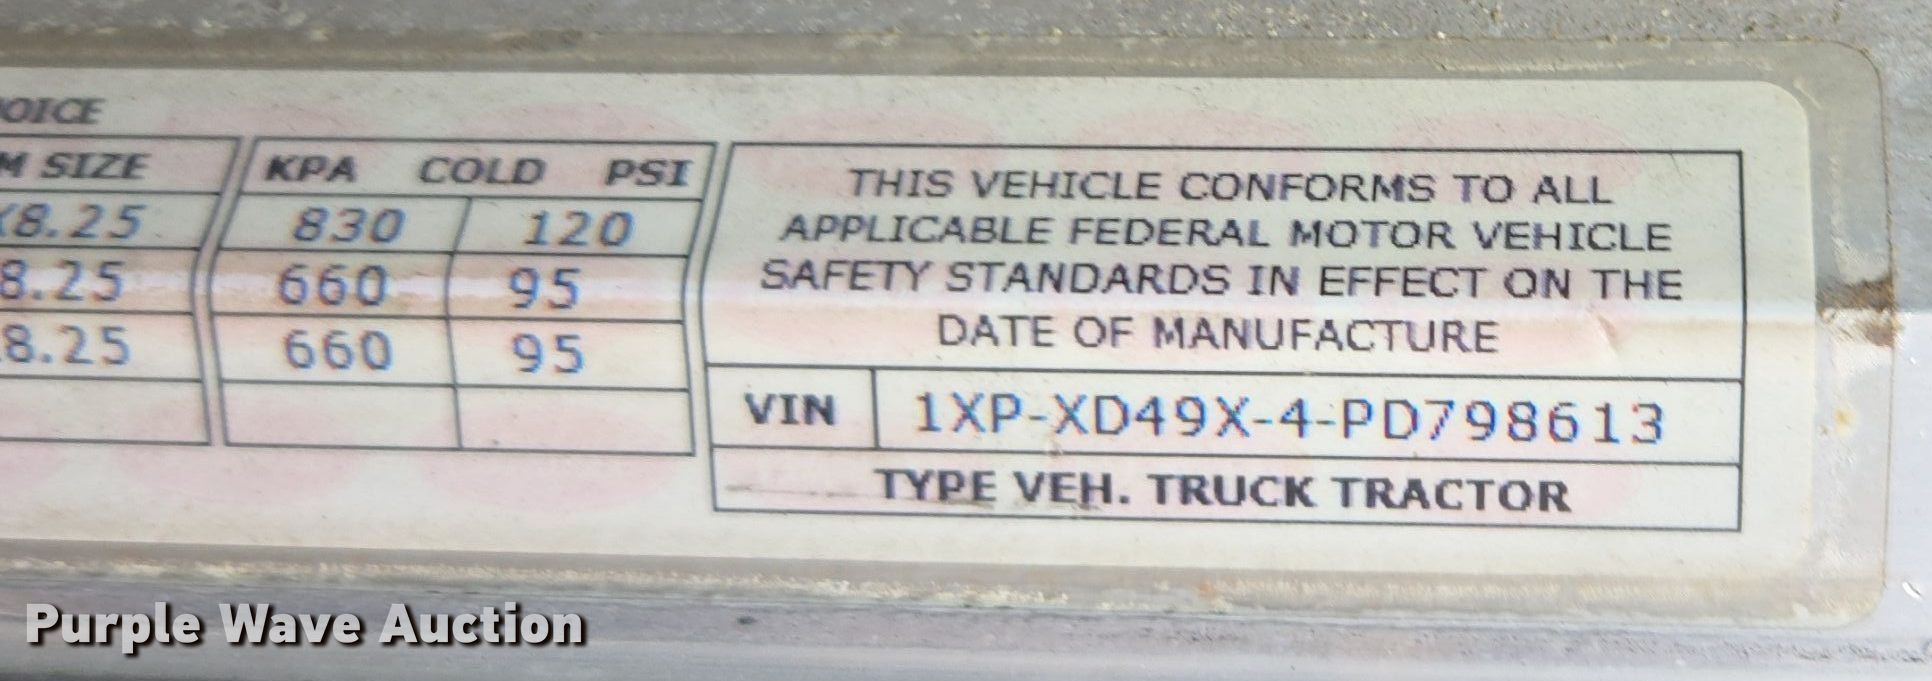 OICE
M SIZE KPA COLD PSI
X8.25 830 120
8.25 660 95
8.25 660 95
THIS VEHICLE CONFORMS TO ALL
APPLICABLE FEDERAL MOTOR VEHICLE
SAFETY STANDARDS IN EFFECT ON THE
DATE OF MANUFACTURE
VIN 1XP-XD49X-4-PD798613
TYPE VEH. TRUCK TRACTOR
Purple Wave Auction